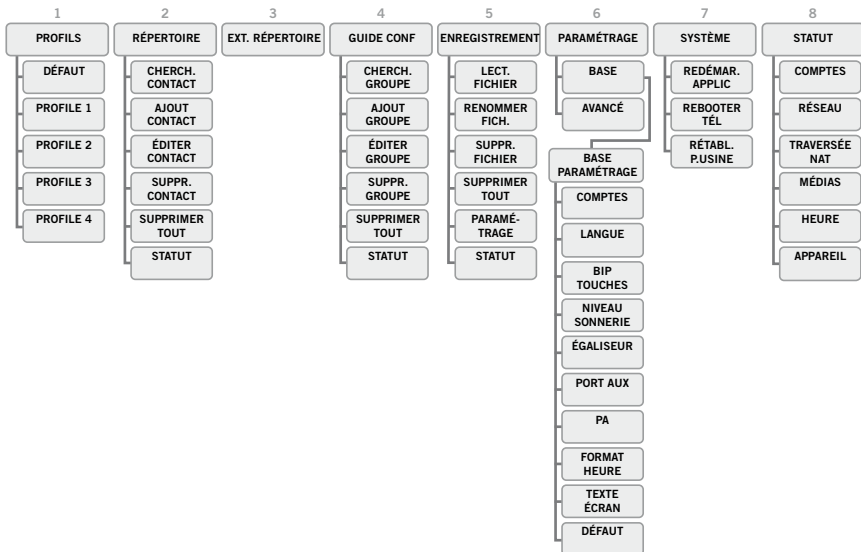 1
PROFILS
DÉFAUT
PROFILE 1
PROFILE 2
PROFILE 3
PROFILE 4
2
RÉPERTOIRE
CHERCH.
CONTACT
AJOUT
CONTACT
ÉDITER
CONTACT
SUPPR.
CONTACT
SUPPRIMER
TOUT
STATUT
3
EXT. RÉPERTOIRE
4
GUIDE CONF
CHERCH.
GROUPE
AJOUT
GROUPE
ÉDITER
GROUPE
SUPPR.
GROUPE
SUPPRIMER
TOUT
STATUT
5
ENREGISTREMENT
LECT.
FICHIER
RENOMMER
FICH.
SUPPR.
FICHIER
SUPPRIMER
TOUT
PARAMÉ-
TRAGE
STATUT
6
PARAMÉTRAGE
BASE
AVANCÉ
BASE
PARAMÉTRAGE
COMPTES
LANGUE
BIP
TOUCHES
NIVEAU
SONNERIE
ÉGALISEUR
PORT AUX
PA
FORMAT
HEURE
TEXTE
ÉCRAN
DÉFAUT
7
SYSTÈME
REDÉMAR.
APPLIC
REBOOTER
TÉL
RÉTABL.
P.USINE
8
STATUT
COMPTES
RÉSEAU
TRAVERSÉE
NAT
MÉDIAS
HEURE
APPAREIL